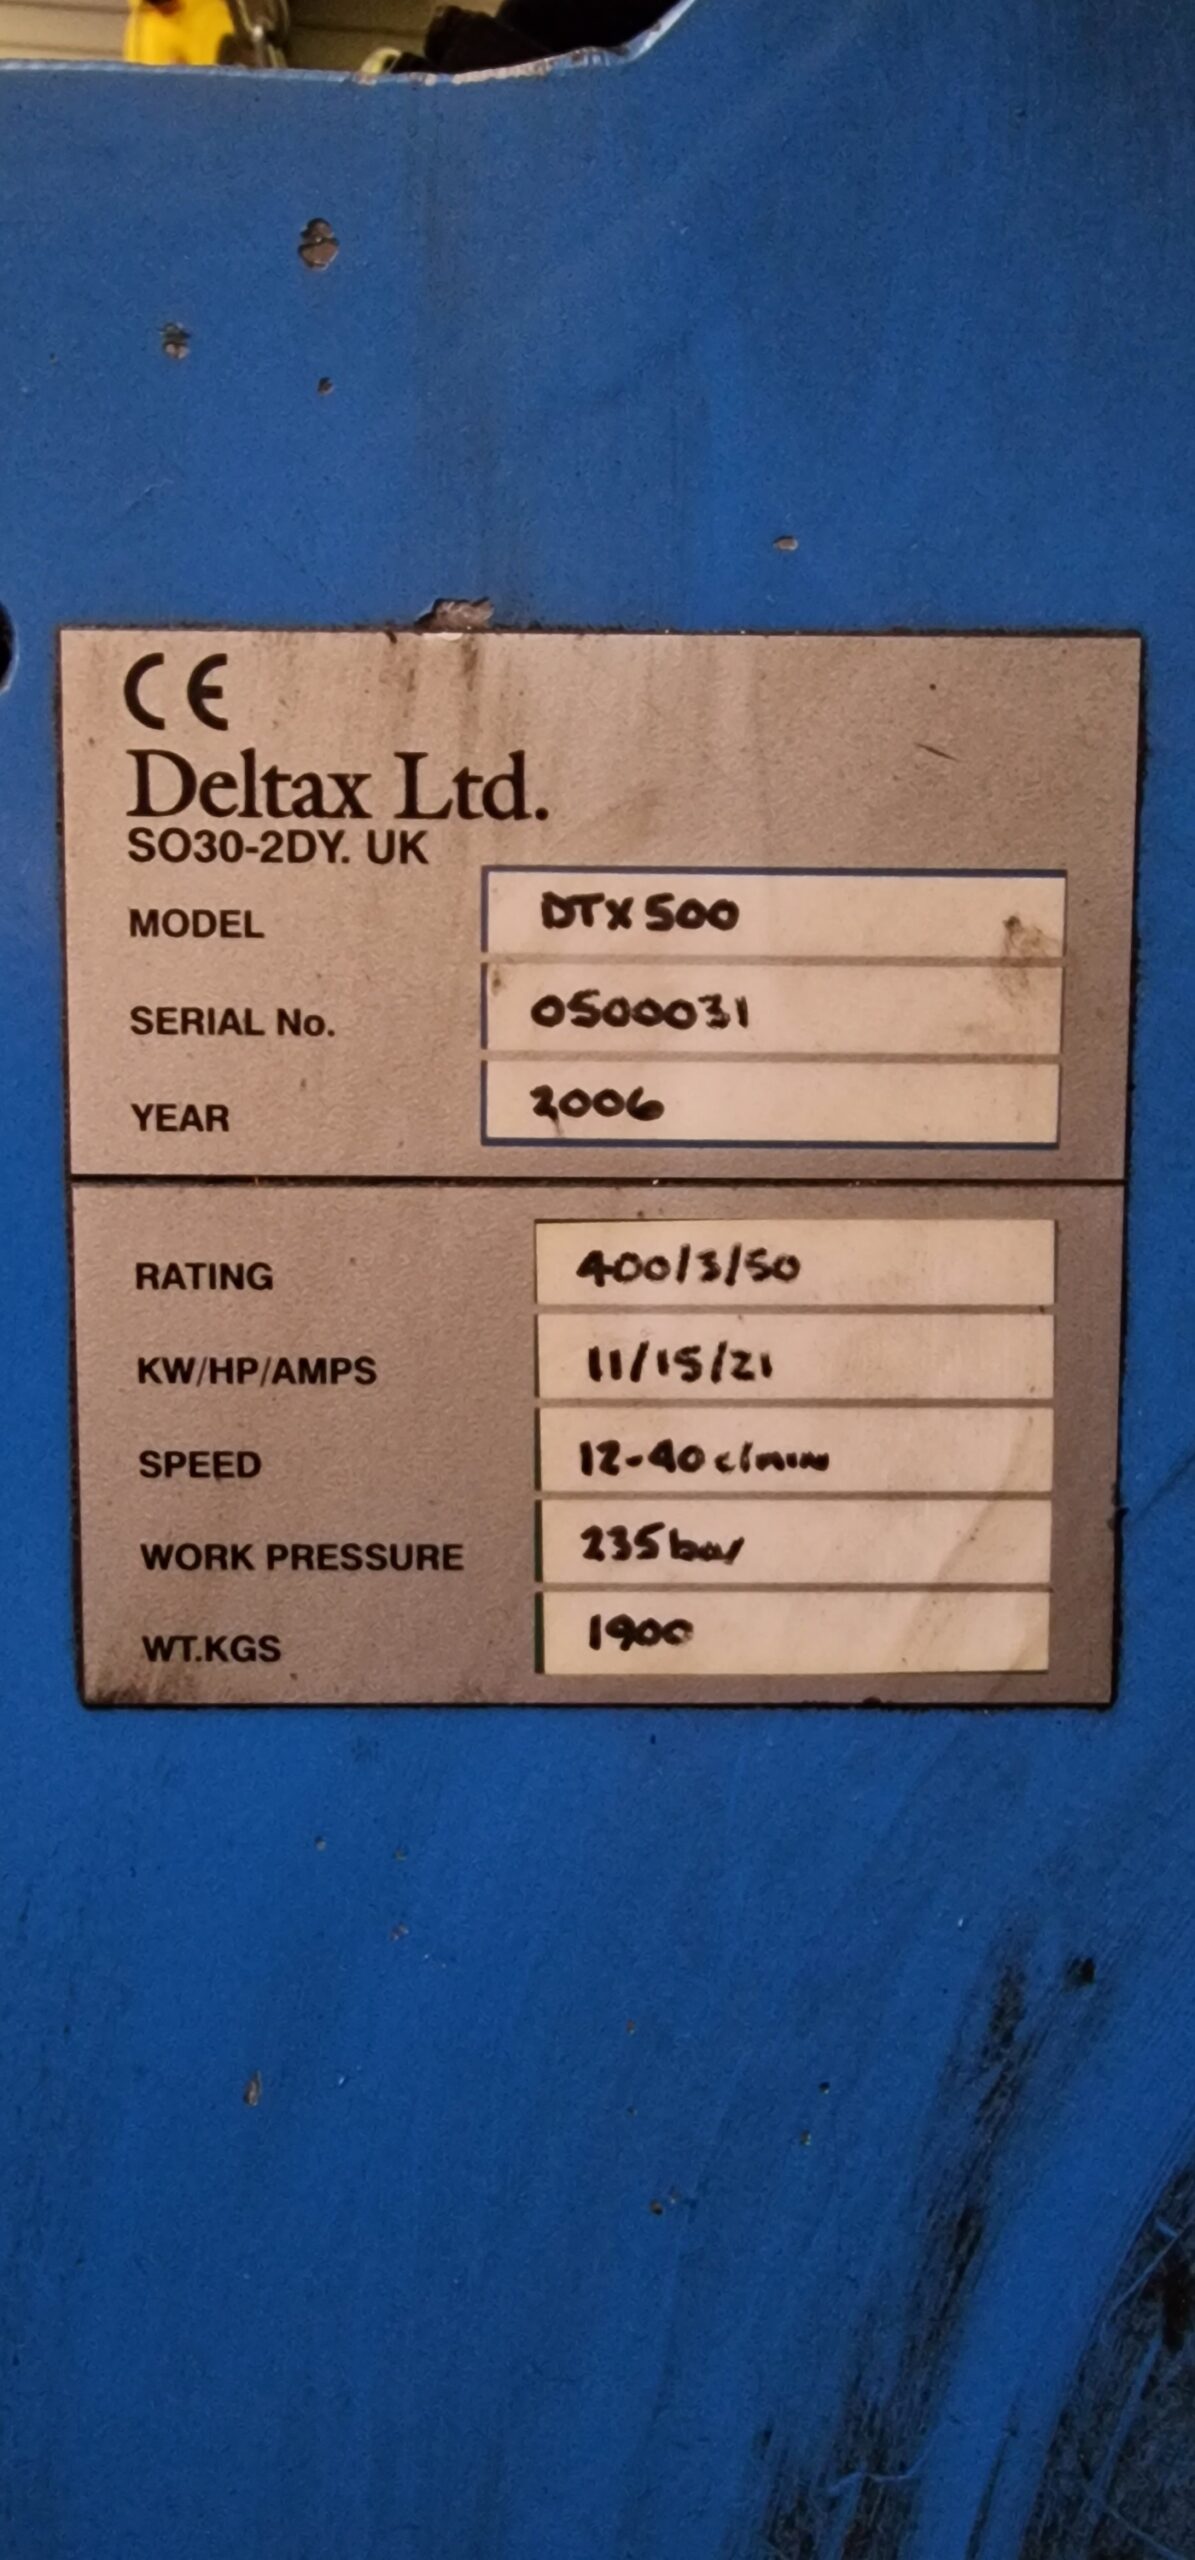 CE
Deltax Ltd.
SO30-2DY. UK
MODEL DTX500
SERIAL No. 0500031
YEAR 2006
RATING 400/3/50
KW/HP/AMPS 11/15/21
SPEED 12-40 c/min
WORK PRESSURE 235 bar
WT.KGS 1900